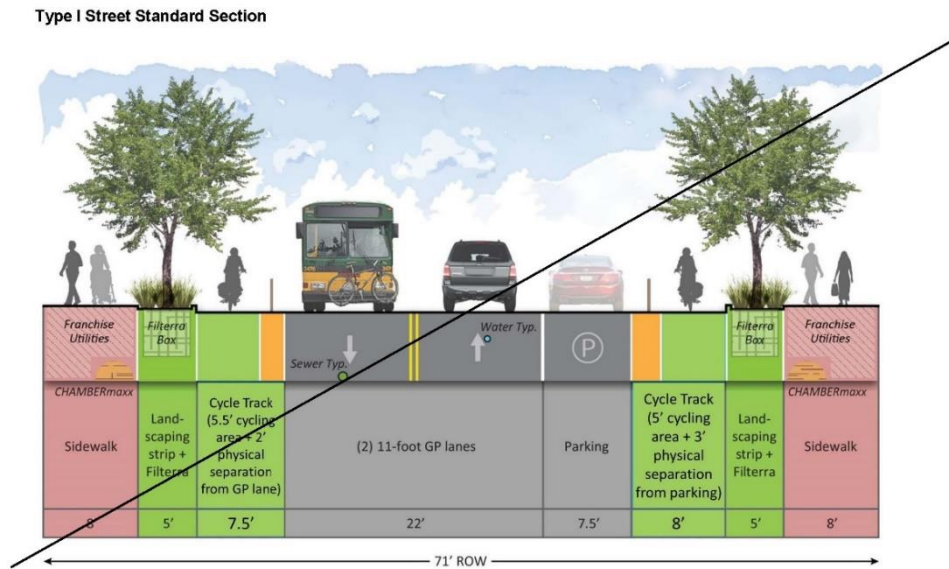 Type I Street Standard Section
Franchise
Utilities
Filterra
Box
Sewer Typ.
Water Typ.
P
Filterra
Box
Franchise
Utilities
CHAMBERmaxx
CHAMBERmaxx
Sidewalk
Land-
scaping
strip +
Filterra
Cycle Track
(5.5' cycling
area + 2'
physical
separation
from GP lane)
(2) 11-foot GP lanes
Parking
Cycle Track
(5' cycling
area + 3'
physical
separation
from parking)
Land-
scaping
strip +
Filterra
Sidewalk
8' 5' 7.5' 22' 7.5' 8' 5' 8'
71' ROW